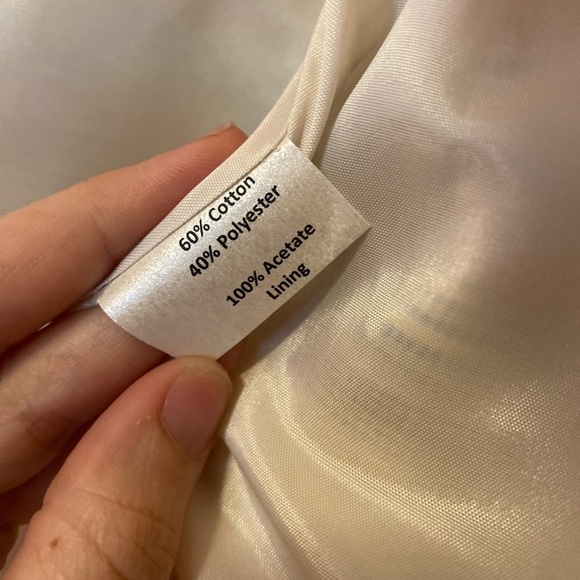 60% Cotton
40% Polyester
100% Acetate
Lining